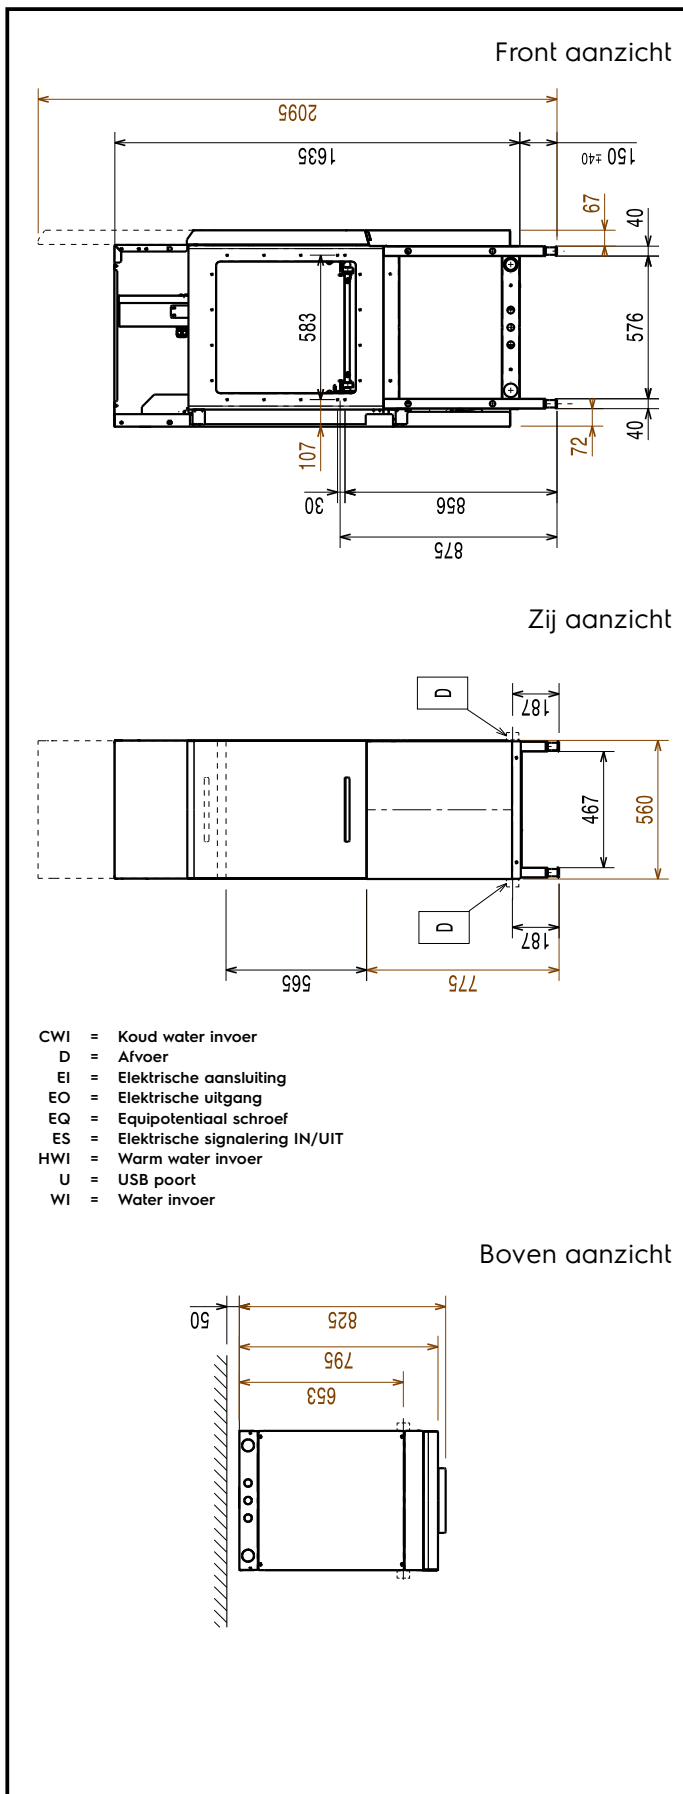 Front aanzicht
2095
1635
150 ±40
67
40
583
576
107
72
40
30
856
875
Zij aanzicht
D
187
467
560
D
187
565
775
CWI = Koud water invoer
D = Afvoer
EI = Elektrische aansluiting
EO = Elektrische uitgang
EQ = Equipotentiaal schroef
ES = Elektrische signalering IN/UIT
HWI = Warm water invoer
U = USB poort
WI = Water invoer
Boven aanzicht
50
825
795
653